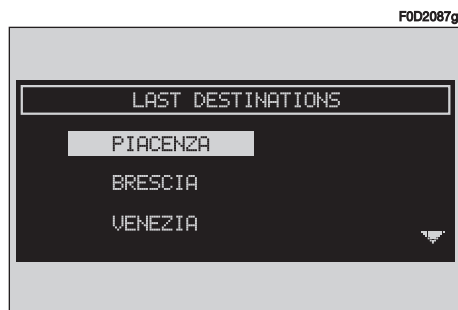 F0D2087g
LAST DESTINATIONS
PIACENZA
BRESCIA
VENEZIA